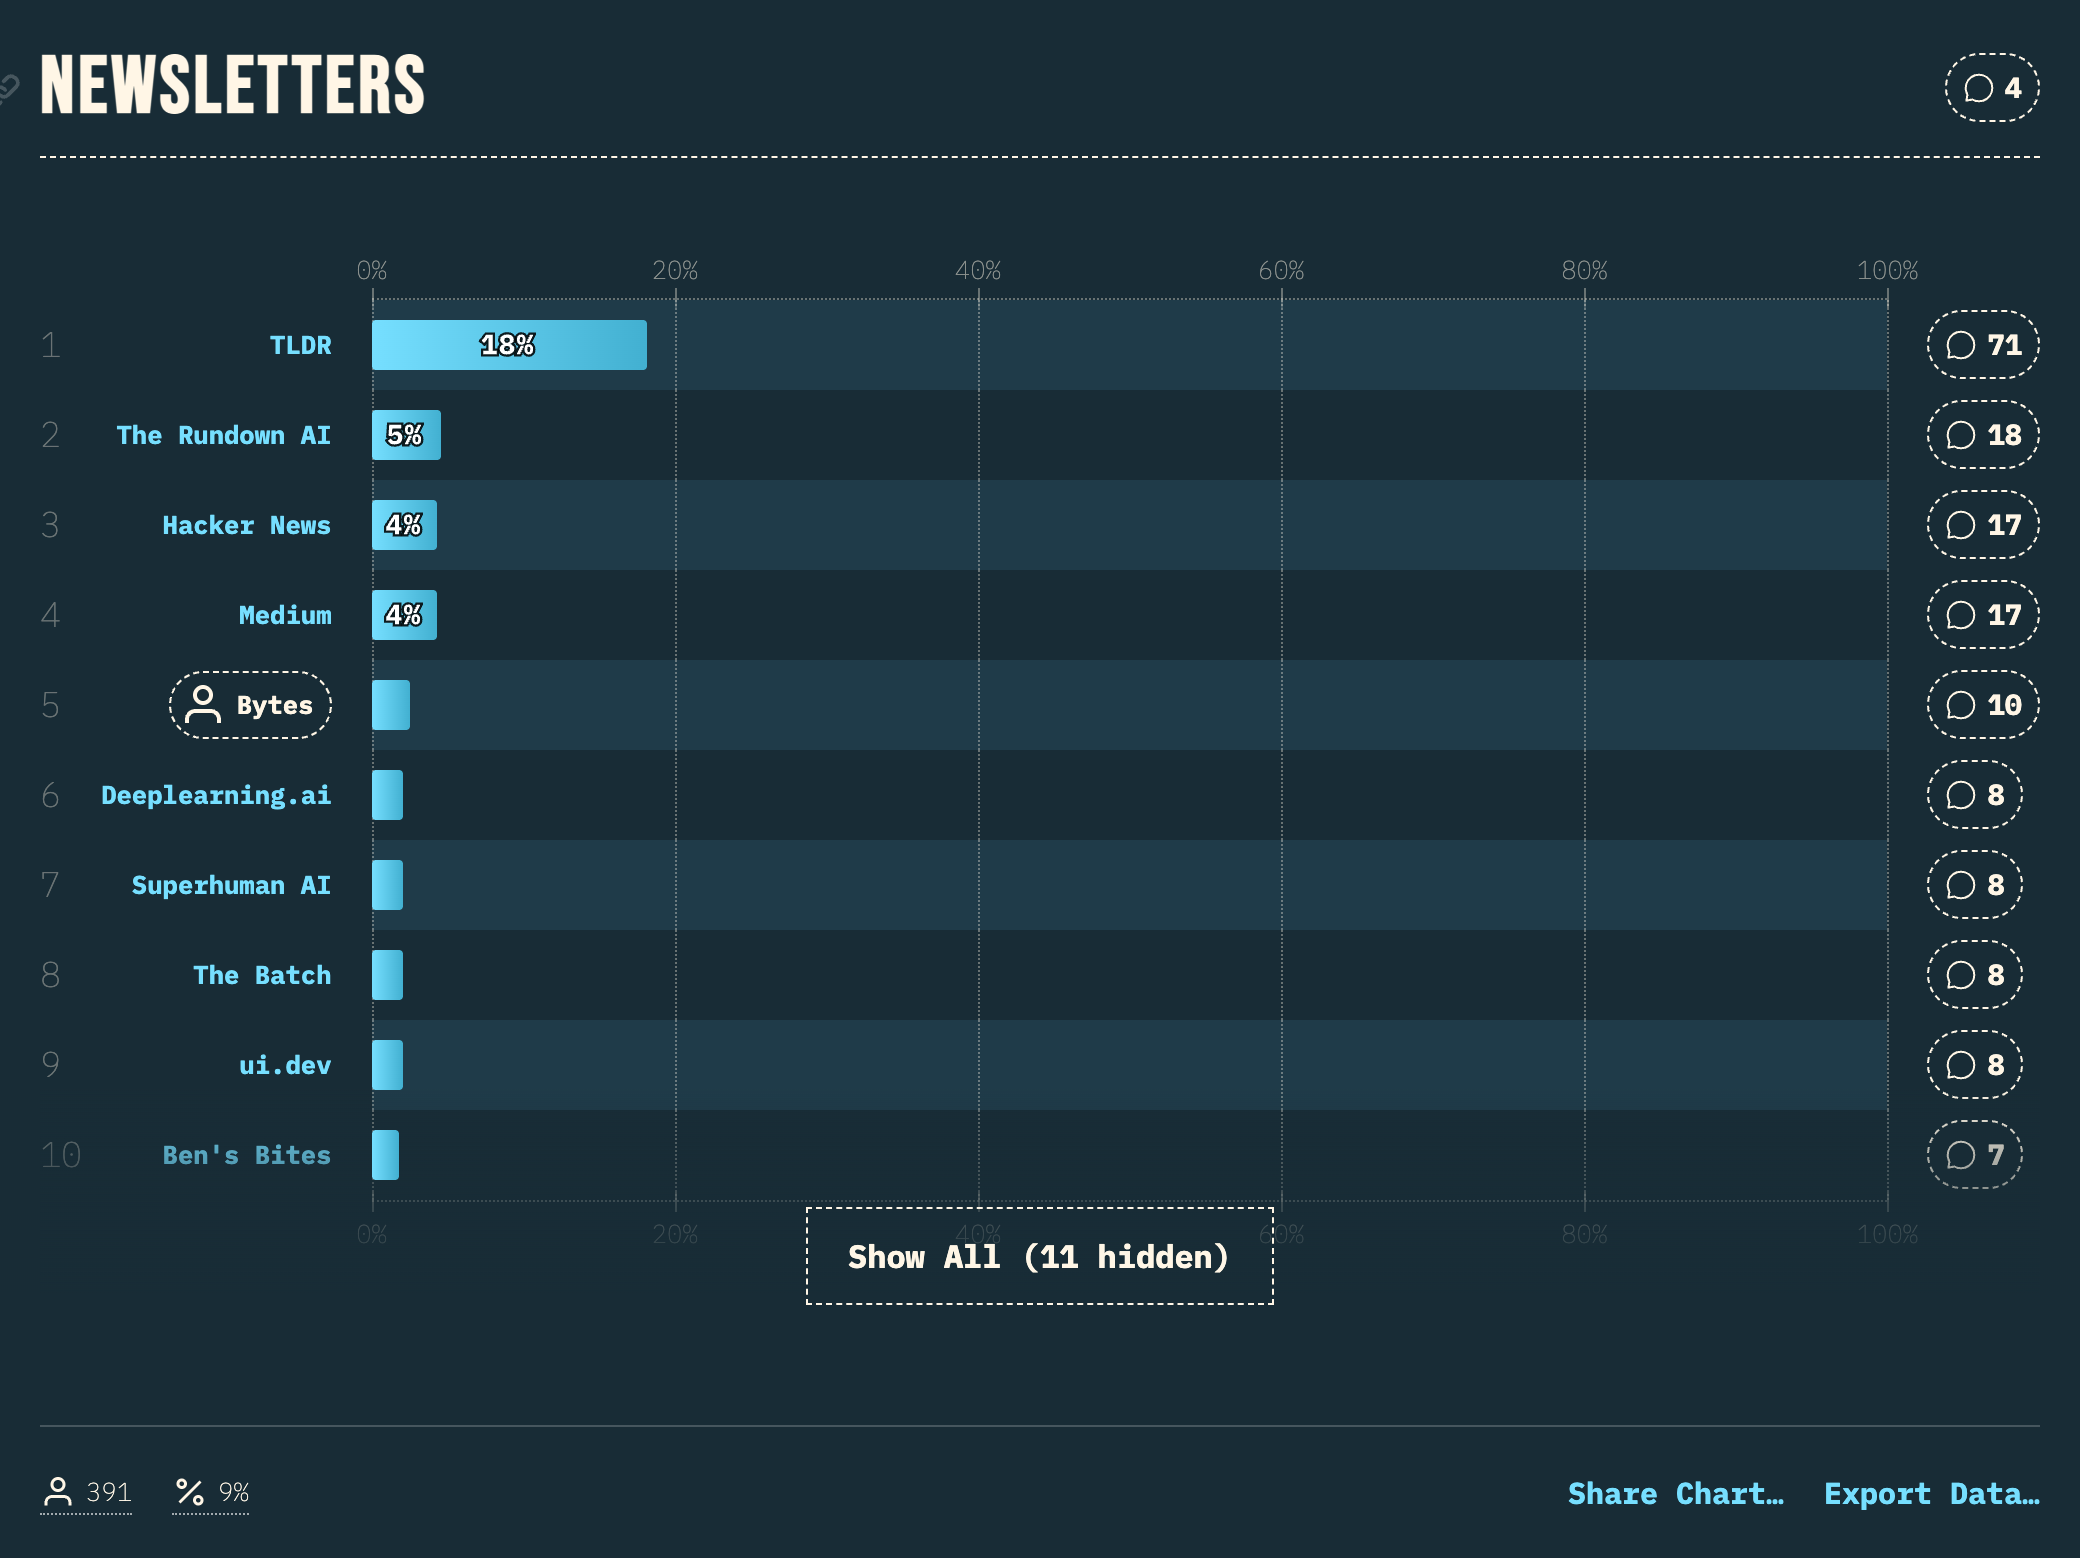 NEWSLETTERS
4
0% 20% 40% 60% 80% 100%
1 TLDR 18% 71
2 The Rundown AI 5% 18
3 Hacker News 4% 17
4 Medium 4% 17
5 Bytes 10
6 Deeplearning.ai 8
7 Superhuman AI 8
8 The Batch 8
9 ui.dev 8
10 Ben's Bites 7
0% 20% 40% 60% 80% 100%
Show All (11 hidden)
391 % 9% Share Chart… Export Data…